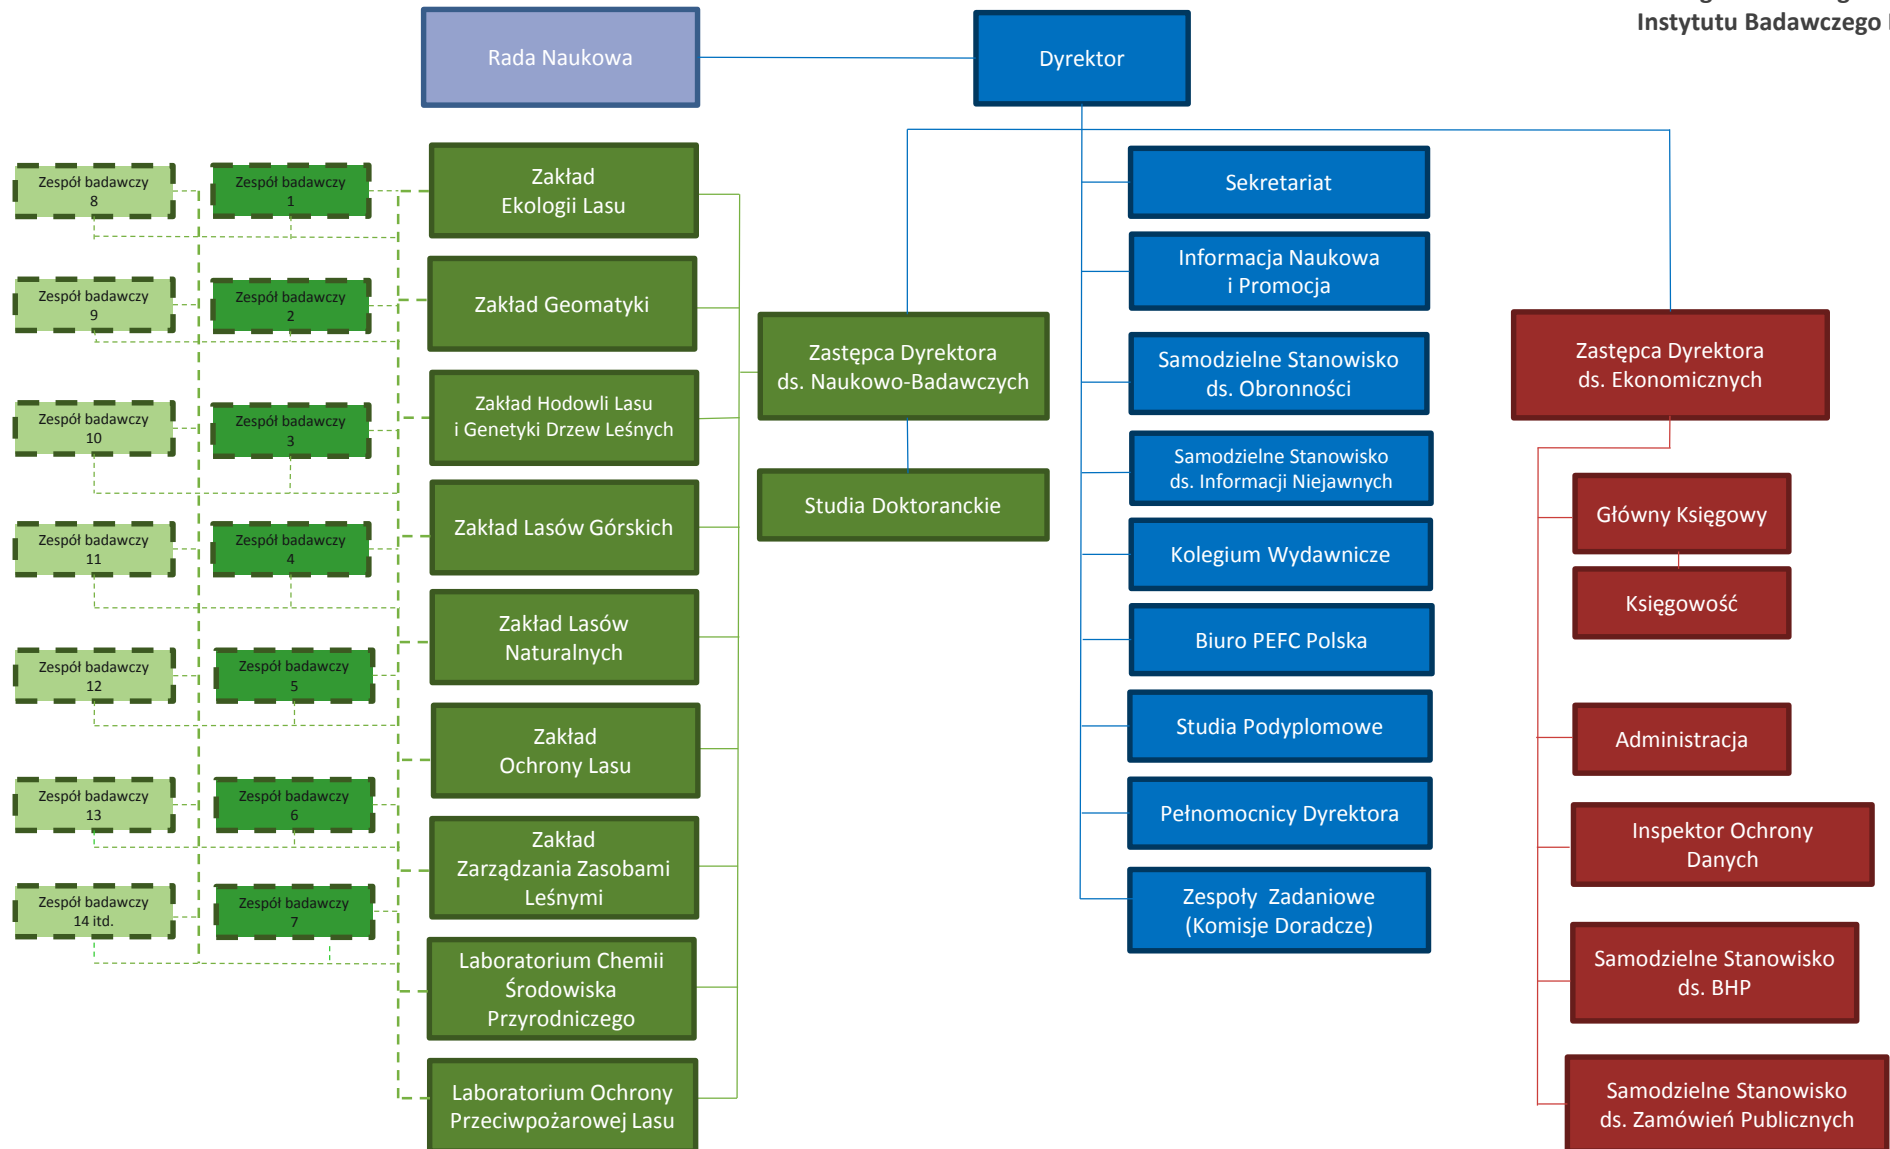 Instytutu Badawczego
Rada Naukowa
Dyrektor
Zespół badawczy
8
Zespół badawczy
1
Zakład
Ekologii Lasu
Sekretariat
Zespół badawczy
9
Zespół badawczy
2
Zakład Geomatyki
Informacja Naukowa
i Promocja
Zastępca Dyrektora
ds. Naukowo-Badawczych
Samodzielne Stanowisko
ds. Obronności
Zastępca Dyrektora
ds. Ekonomicznych
Zespół badawczy
10
Zespół badawczy
3
Zakład Hodowli Lasu
i Genetyki Drzew Leśnych
Studia Doktoranckie
Samodzielne Stanowisko
ds. Informacji Niejawnych
Główny Księgowy
Zespół badawczy
11
Zespół badawczy
4
Zakład Lasów Górskich
Kolegium Wydawnicze
Księgowość
Zespół badawczy
12
Zespół badawczy
5
Zakład Lasów
Naturalnych
Biuro PEFC Polska
Zakład
Ochrony Lasu
Studia Podyplomowe
Administracja
Zespół badawczy
13
Zespół badawczy
6
Pełnomocnicy Dyrektora
Inspektor Ochrony
Danych
Zakład
Zarządzania Zasobami
Leśnymi
Zespół badawczy
14 itd.
Zespół badawczy
7
Zespoły Zadaniowe
(Komisje Doradcze)
Laboratorium Chemii
Środowiska
Przyrodniczego
Samodzielne Stanowisko
ds. BHP
Laboratorium Ochrony
Przeciwpożarowej Lasu
Samodzielne Stanowisko
ds. Zamówień Publicznych